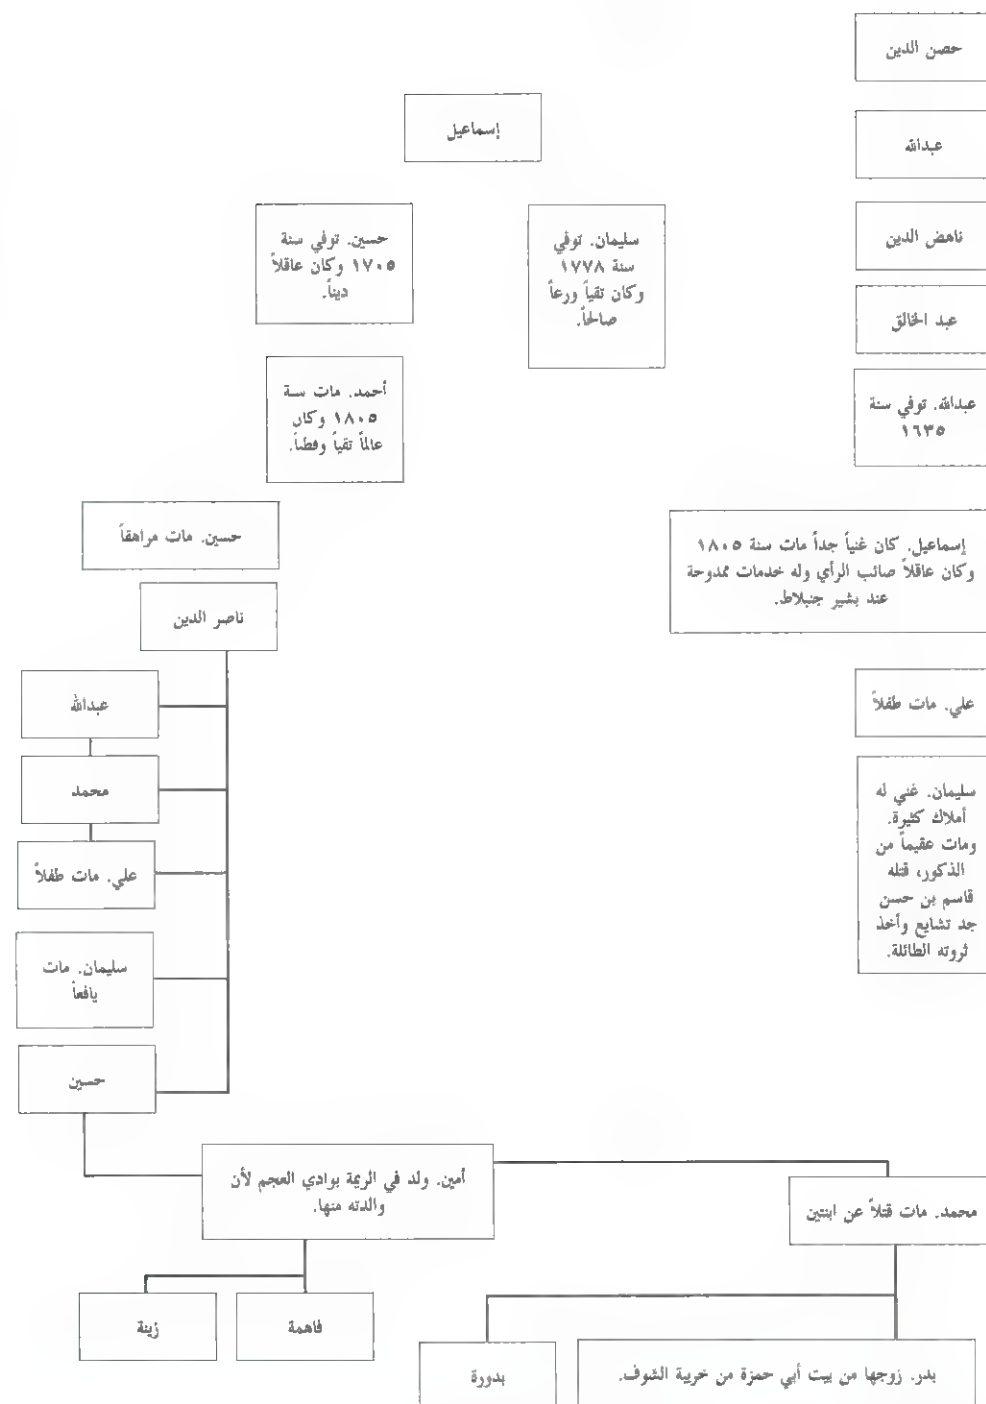 حصن الدين
عبدالله
ناهض الدين
عبد الخالق
عبدالله. توفي سنة
١٦٣٥
إسماعيل. كان غنياً جداً مات سنة ١٨٠٥
وكان عاقلاً صائب الرأي وله خدمات ممدوحة
عند بشير جنبلاط.
علي. مات طفلاً
سليمان. غني له
أملاك كثيرة.
ومات عقيماً من
الذكور، قتله
قاسم بن حسن
جد تشايع وأخذ
ثروته الطائلة.
إسماعيل
سليمان. توفي
سنة ١٧٧٨
وكان تقياً ورعاً
صالحاً.
حسين. توفي سنة
١٧٠٥ وكان عاقلاً
ديناً.
أحمد. مات سنة
١٨٠٥ وكان
عالماً تقياً وفطناً.
حسين. مات مراهقاً
ناصر الدين
عبدالله
محمد
علي. مات طفلاً
سليمان. مات
يافعاً
حسين
أمين. ولد في الريمة بوادي العجم لأن
والدته منها.
محمد. مات قتلاً عن ابنتين
فاهمة
زينة
بدر. زوجها من بيت أبي حمزة من خريبة الشوف.
بدورة